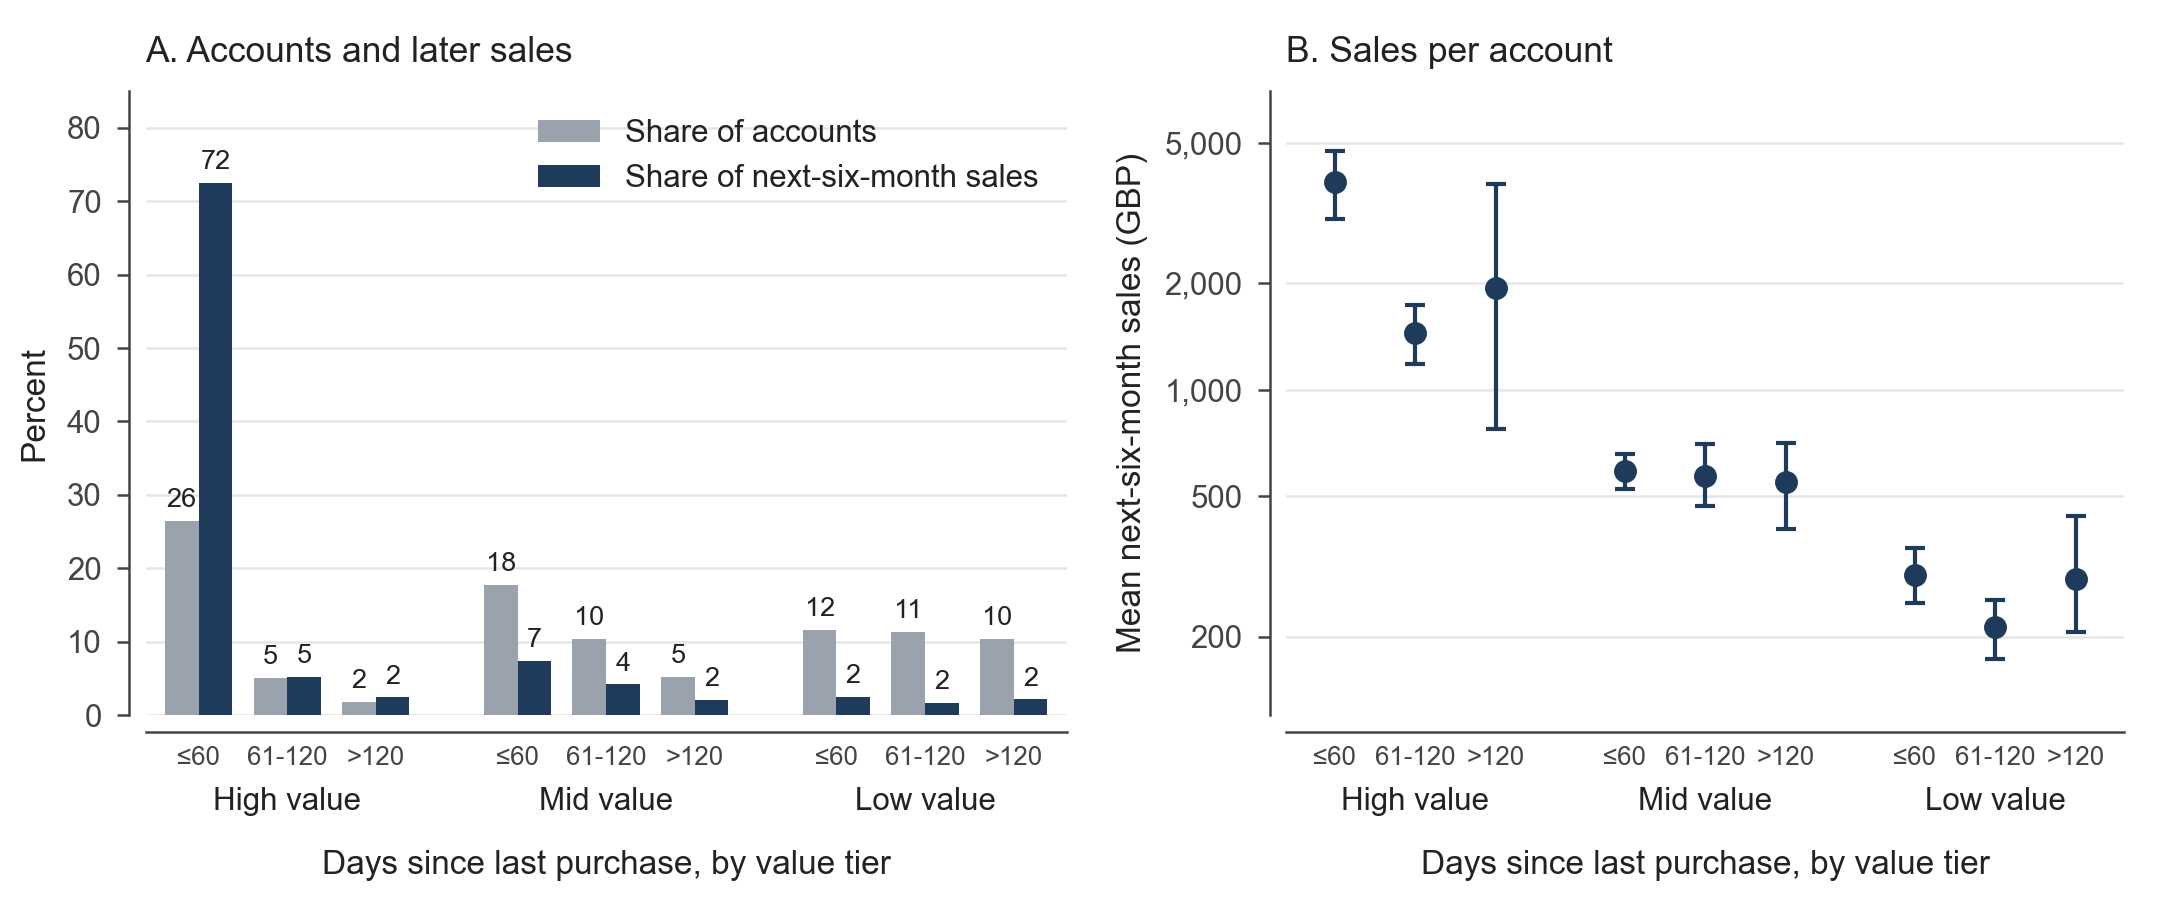 A. Accounts and later sales
Share of accounts
Share of next-six-month sales
Percent
80
70
60
50
40
30
20
10
0
26
72
5
5
2
2
18
7
10
4
5
2
12
2
11
2
10
2
≤60 61-120 >120 ≤60 61-120 >120 ≤60 61-120 >120
High value Mid value Low value
Days since last purchase, by value tier
B. Sales per account
Mean next-six-month sales (GBP)
5,000
2,000
1,000
500
200
≤60 61-120 >120 ≤60 61-120 >120 ≤60 61-120 >120
High value Mid value Low value
Days since last purchase, by value tier